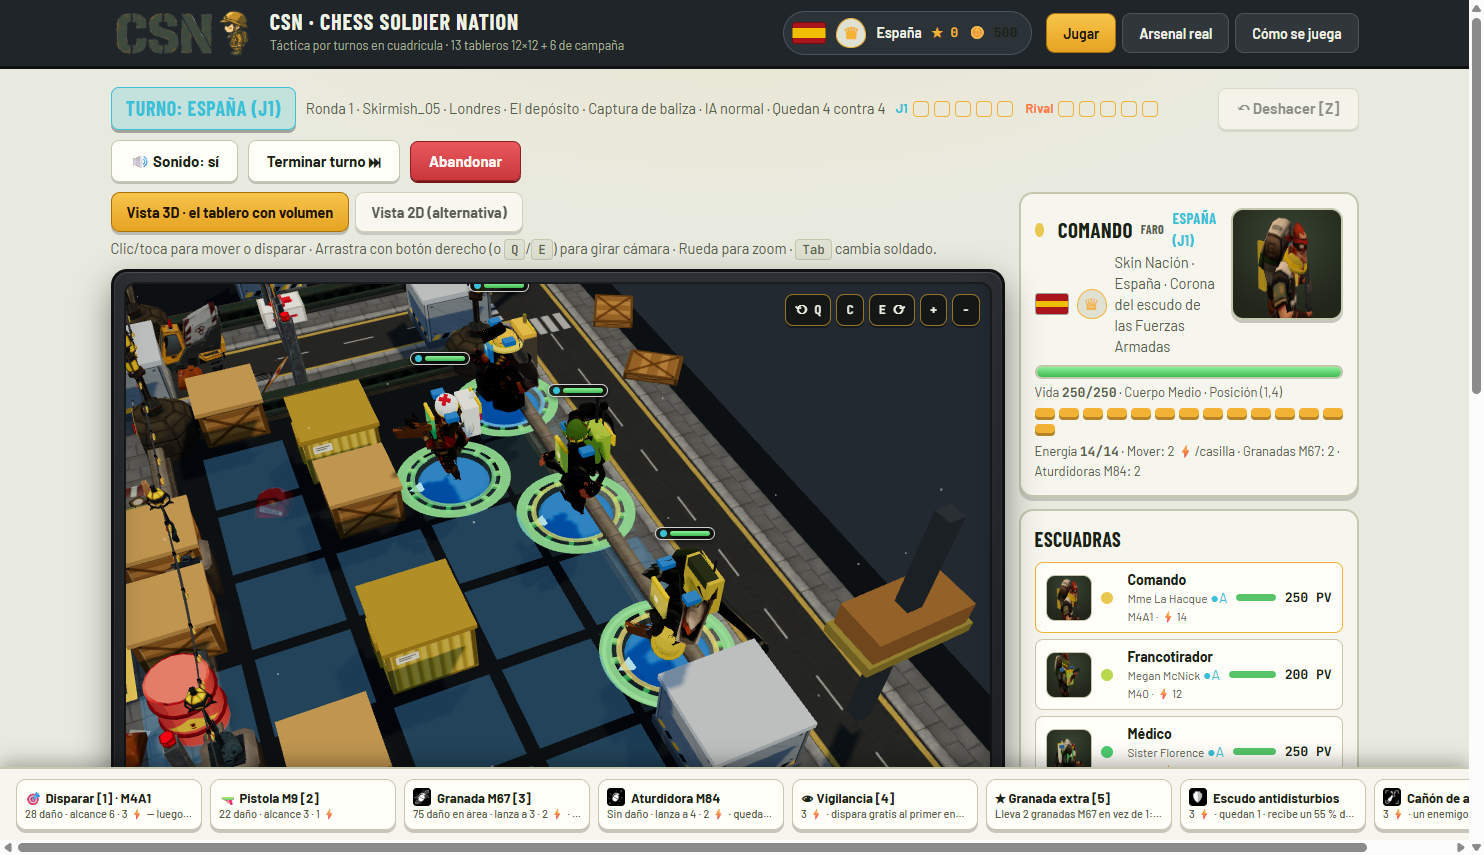 CSN
CSN · CHESS SOLDIER NATION
Táctica por turnos en cuadrícula · 13 tableros 12×12 + 6 de campaña
España ★ 0 500
Jugar
Arsenal real
Cómo se juega
TURNO: ESPAÑA (J1)
Ronda 1 · Skirmish_05 · Londres · El depósito · Captura de baliza · IA normal · Quedan 4 contra 4 J1
Rival
↶ Deshacer [Z]
Sonido: sí
Terminar turno ⏭
Abandonar
Vista 3D · el tablero con volumen
Vista 2D (alternativa)
Clic/toca para mover o disparar · Arrastra con botón derecho (o Q / E ) para girar cámara · Rueda para zoom · Tab cambia soldado.
⟲ Q
C
E ⟳
+
-
COMANDO FARO ESPAÑA
(J1)
Skin Nación ·
España · Corona
del escudo de
las Fuerzas
Armadas
Vida 250/250 · Cuerpo Medio · Posición (1,4)
Energía 14/14 · Mover: 2 ⚡/casilla · Granadas M67: 2 ·
Aturdidoras M84: 2
ESCUADRAS
Comando
Mme La Hacque ●A 250 PV
M4A1 · ⚡ 14
Francotirador
Megan McNick ●A 200 PV
M40 · ⚡ 12
Médico
Sister Florence ●A 250 PV
Disparar [1] · M4A1
28 daño · alcance 6 · 3 ⚡ — luego…
Pistola M9 [2]
22 daño · alcance 3 · 1 ⚡
Granada M67 [3]
75 daño en área · lanza a 3 · 2 ⚡ · …
Aturdidora M84
Sin daño · lanza a 4 · 2 ⚡ · queda…
Vigilancia [4]
3 ⚡ · dispara gratis al primer en…
★ Granada extra [5]
Lleva 2 granadas M67 en vez de 1:…
Escudo antidisturbios
3 ⚡ · quedan 1 · recibe un 55 % d…
Cañón de a
3 ⚡ · un enemigo